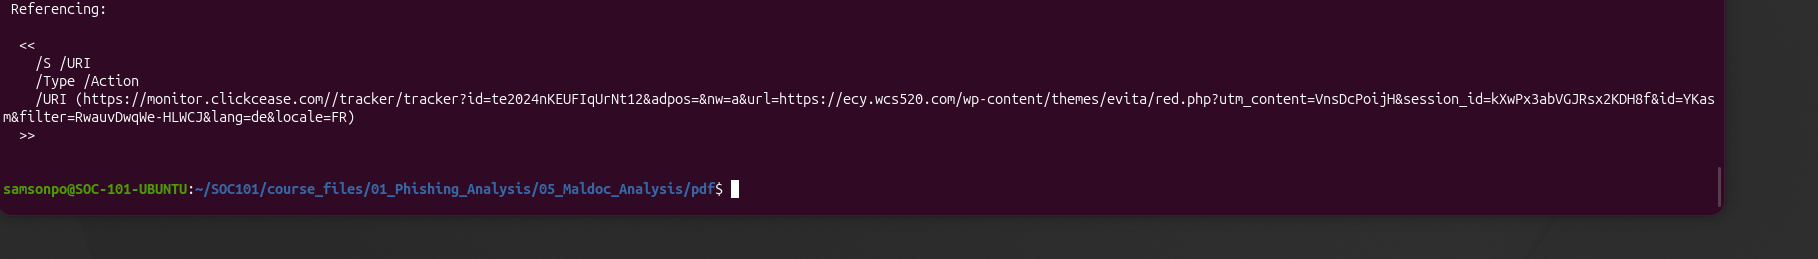 Referencing:
<<
/S /URI
/Type /Action
/URI (https://monitor.clickcease.com//tracker/tracker?id=te2024nKEUFIqUrNt12&adpos=&nw=a&url=https://ecy.wcs520.com/wp-content/themes/evita/red.php?utm_content=VnsDcPoijH&session_id=kXwPx3abVGJRsx2KDH8f&id=YKas
m&filter=RwauvDwqWe-HLWCJ&lang=de&locale=FR)
>>
samsonpo@SOC-101-UBUNTU:~/SOC101/course_files/01_Phishing_Analysis/05_Maldoc_Analysis/pdf$